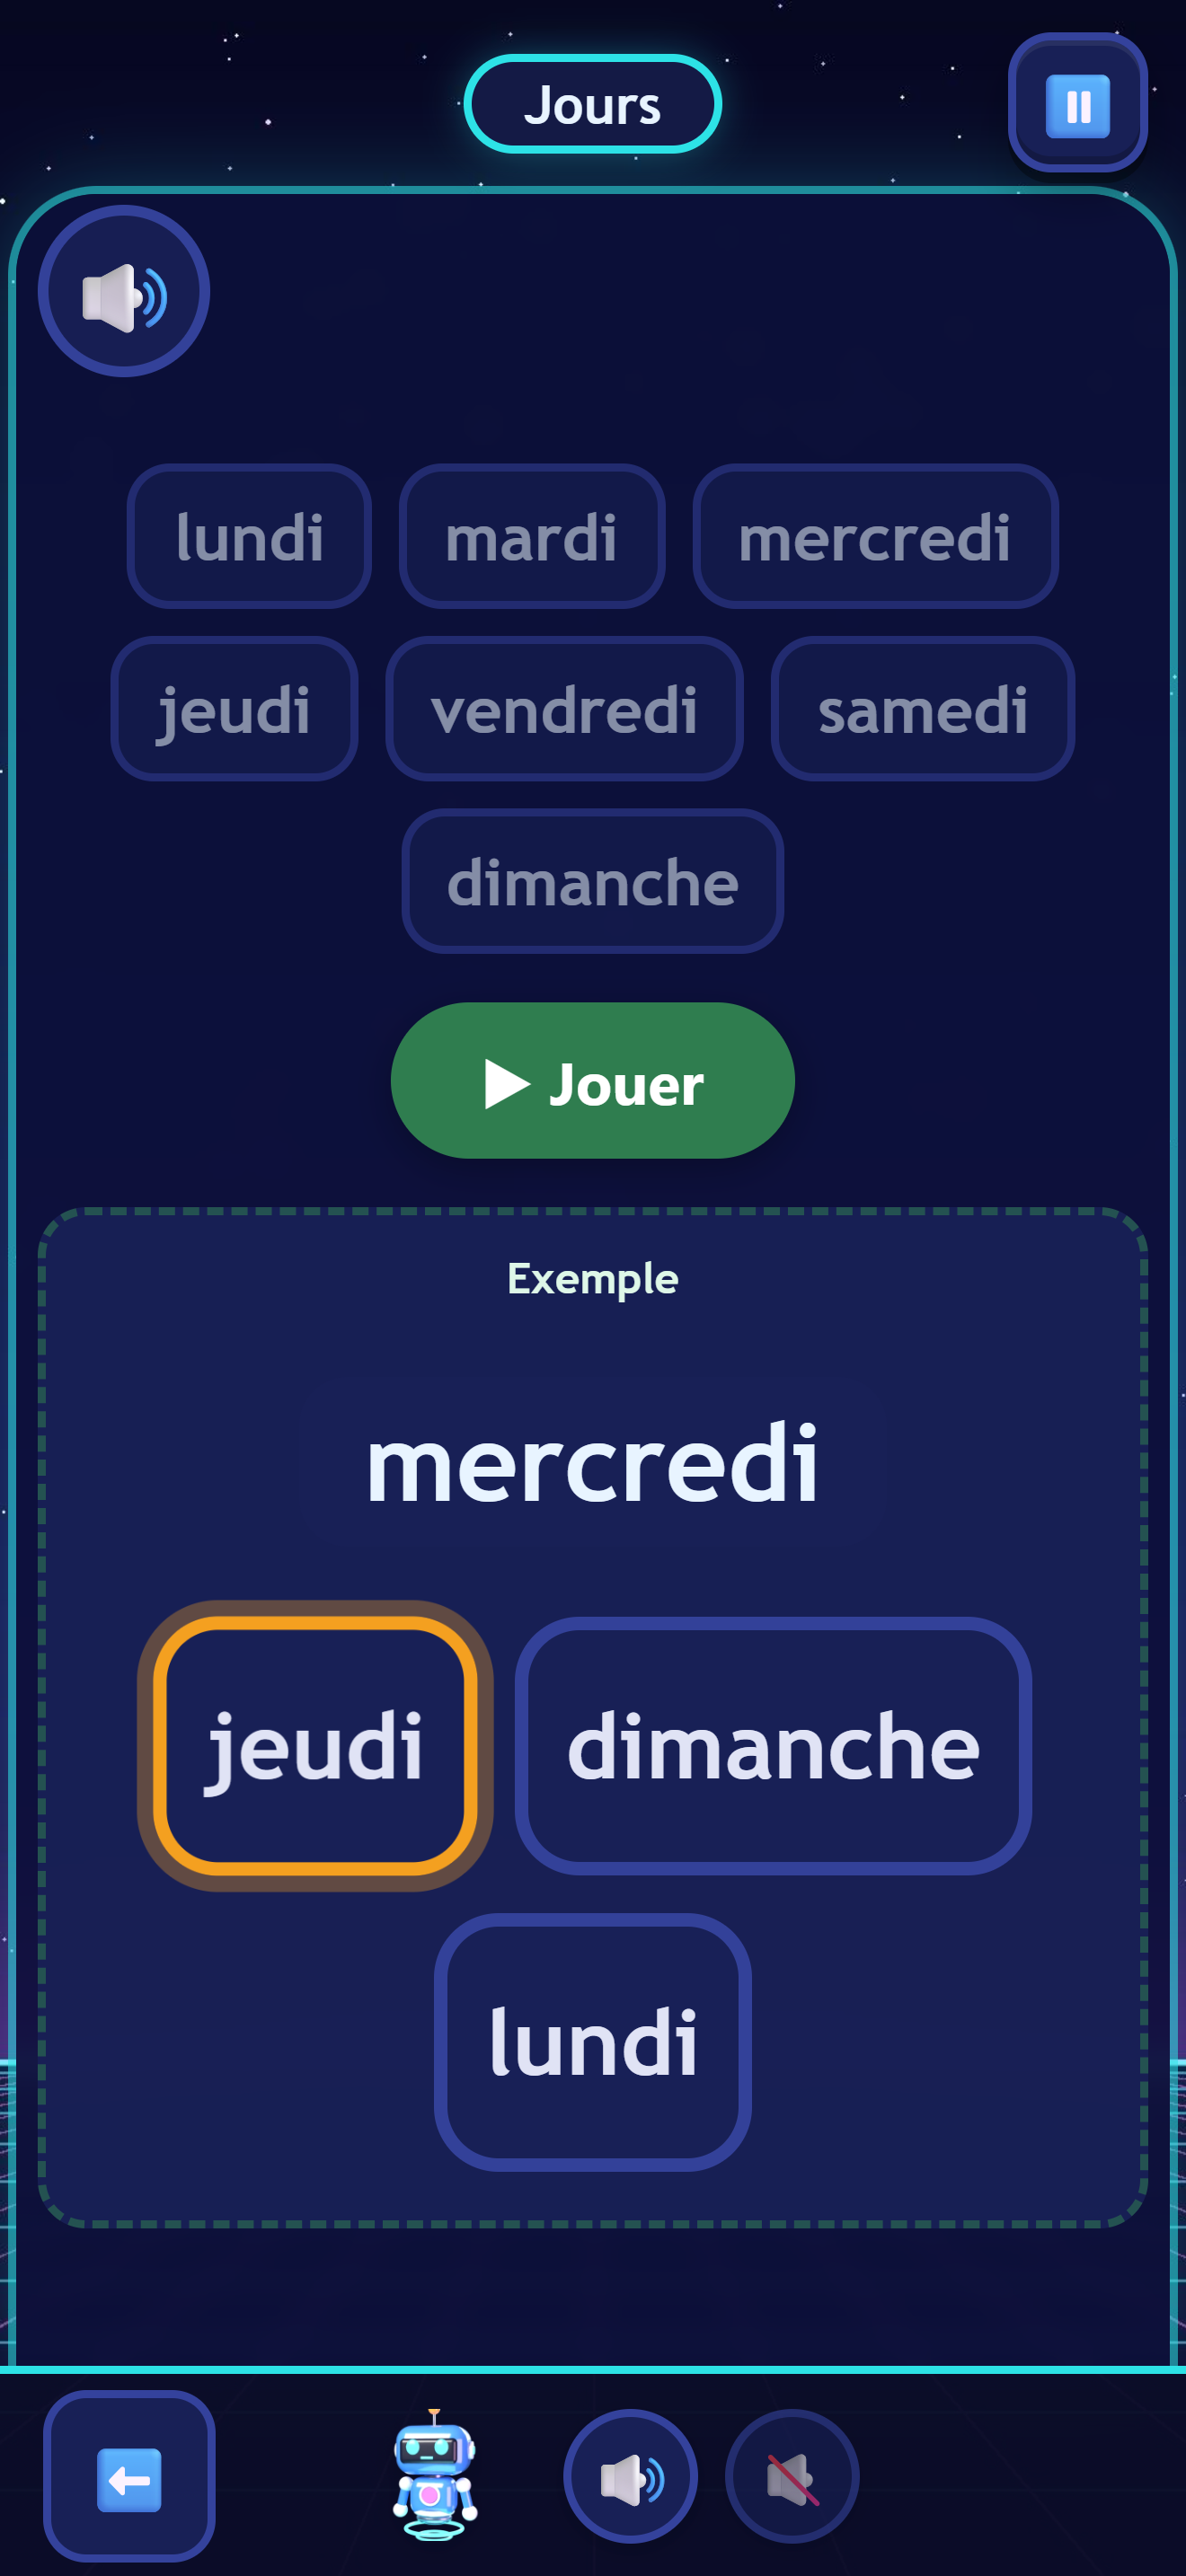 Jours
lundi mardi mercredi
jeudi vendredi samedi
dimanche
Jouer
Exemple
mercredi
jeudi dimanche
lundi